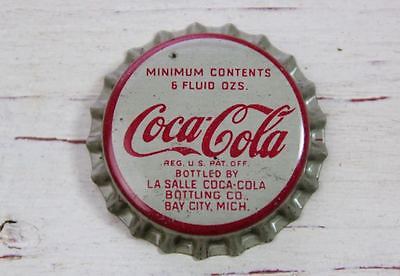 MINIMUM CONTENTS
6 FLUID OZS.
Coca-Cola
REG. U.S. PAT. OFF.
BOTTLED BY
LA SALLE COCA-COLA
BOTTLING CO.,
BAY CITY, MICH.